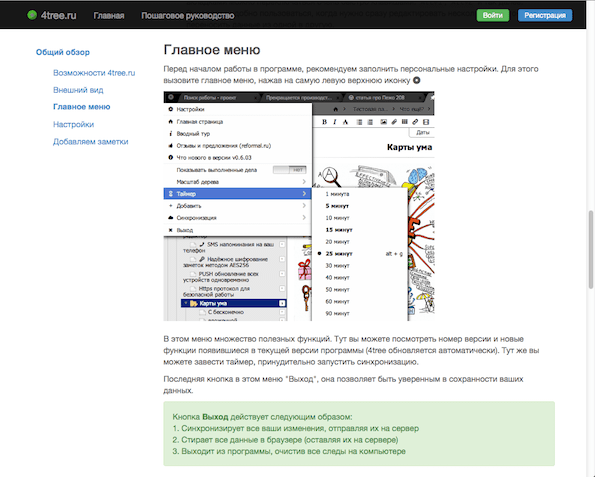 4tree.ru Главная Пошаговое руководство Войти Регистрация
Общий обзор
Возможности 4tree.ru
Внешний вид
Главное меню
Настройки
Добавляем заметки
Главное меню
Перед началом работы в программе, рекомендуем заполнить персональные настройки. Для этого
вызовите главное меню, нажав на самую левую верхнюю иконку
Поиск работы - проект Прекращается производст... статья про Люмо 205
Настройки
Главная страница
Вводный тур
Отзывы и предложения (reformal.ru)
Что нового в версии v0.6.03
Показывать выполненные дела нет
Масштаб дерева
Таймер
Добавить
Синхронизация
Выход
1 минута
5 минут
10 минут
15 минут
20 минут
25 минут alt + g
30 минут
40 минут
50 минут
60 минут
90 минут
Даты
Карты ума
SMS напоминания на ваш
телефон
Надёжное шифрование
заметок методом AES256
PUSH обновление всех
устройств одновременно
Https протокол для
безопасной работы
Карты ума
С бесконечно
В этом меню множество полезных функций. Тут вы можете посмотреть номер версии и новые
функции появившиеся в текущей версии программы (4tree обновляется автоматически). Тут же вы
можете завести таймер, принудительно запустить синхронизацию.
Последняя кнопка в этом меню "Выход", она позволяет быть уверенным в сохранности ваших
данных.
Кнопка Выход действует следующим образом:
1. Синхронизирует все ваши изменения, отправляя их на сервер
2. Стирает все данные в браузере (оставляя их на сервере)
3. Выходит из программы, очистив все следы на компьютере